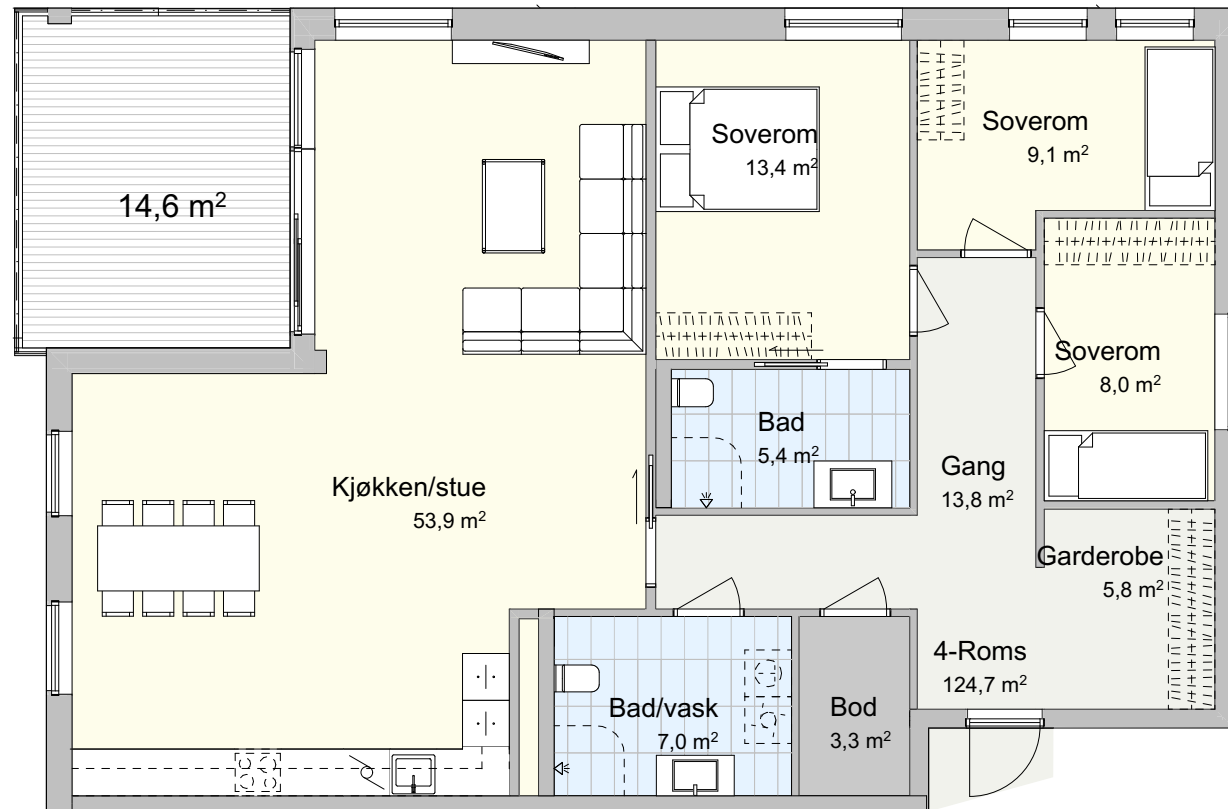 14,6 m²
Soverom
13,4 m²
Soverom
9,1 m²
Soverom
8,0 m²
Bad
5,4 m²
Kjøkken/stue
53,9 m²
Gang
13,8 m²
Garderobe
5,8 m²
4-Roms
124,7 m²
Bad/vask
7,0 m²
Bod
3,3 m²